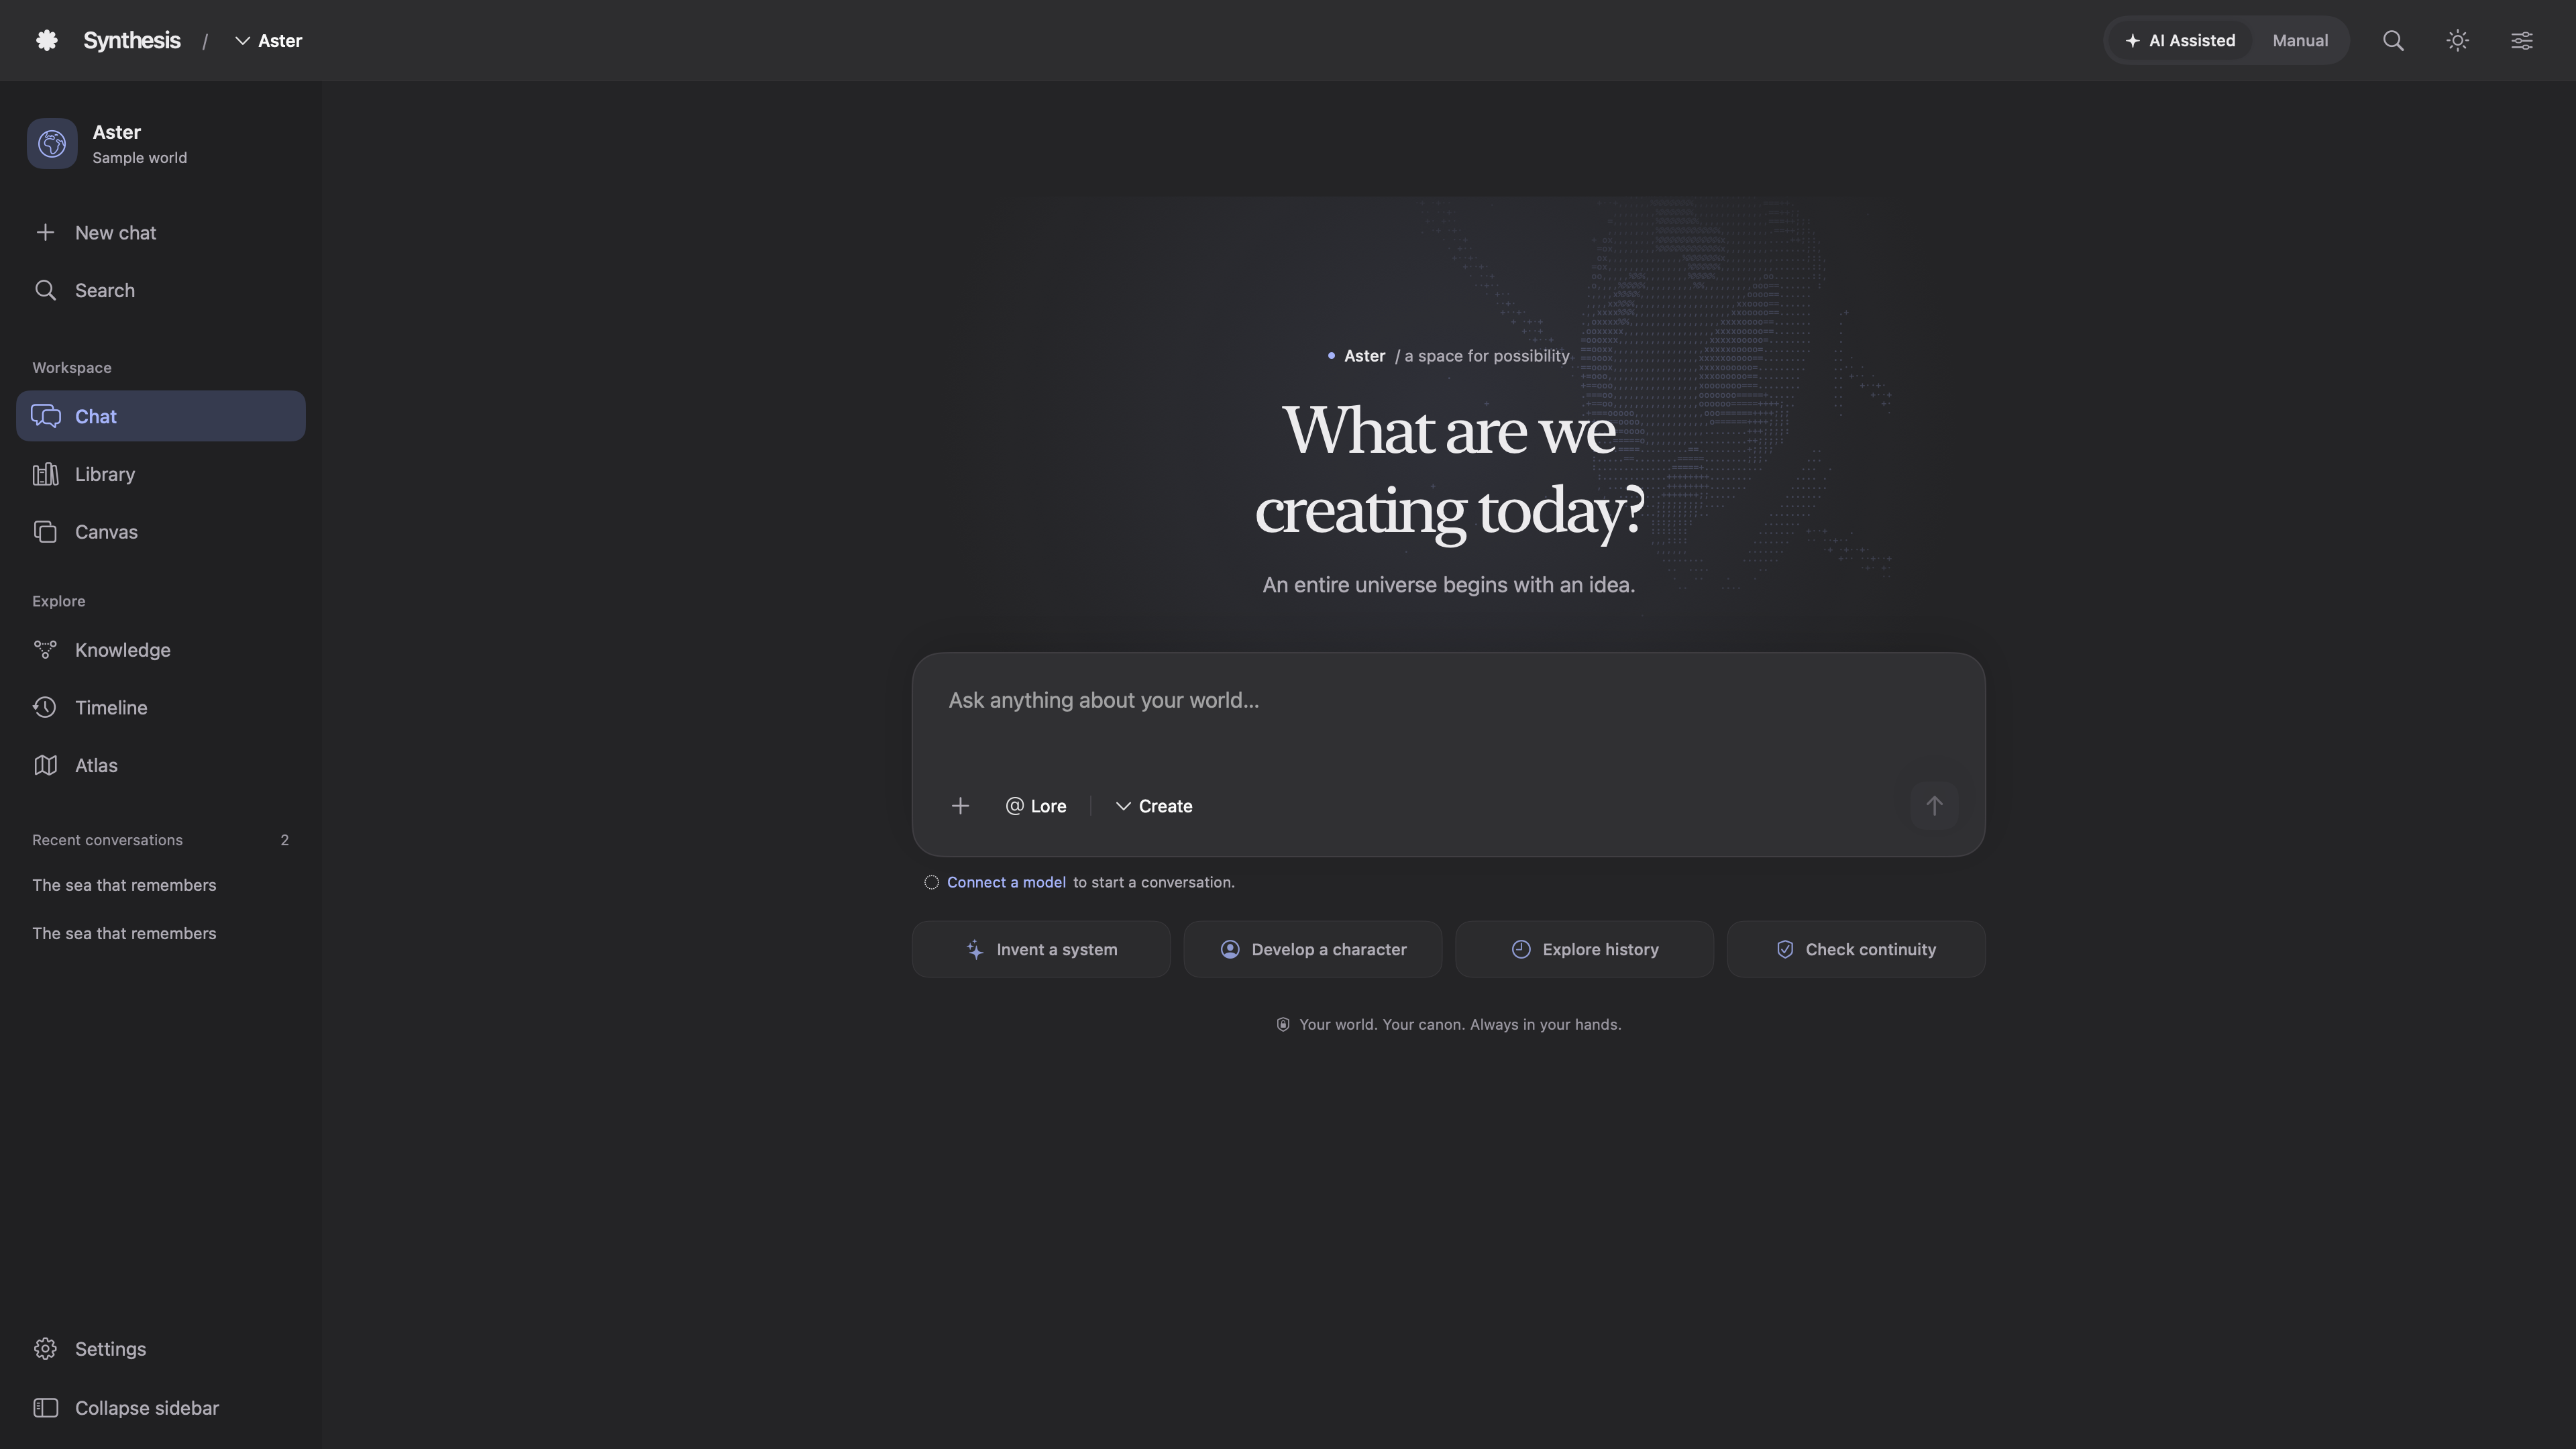 Synthesis / Aster
AI Assisted
Manual
Aster
Sample world
New chat
Search
Workspace
Chat
Library
Canvas
Explore
Knowledge
Timeline
Atlas
Recent conversations 2
The sea that remembers
The sea that remembers
Settings
Collapse sidebar
Aster / a space for possibility
What are we
creating today?
An entire universe begins with an idea.
Ask anything about your world...
@ Lore
Create
Connect a model to start a conversation.
Invent a system
Develop a character
Explore history
Check continuity
Your world. Your canon. Always in your hands.